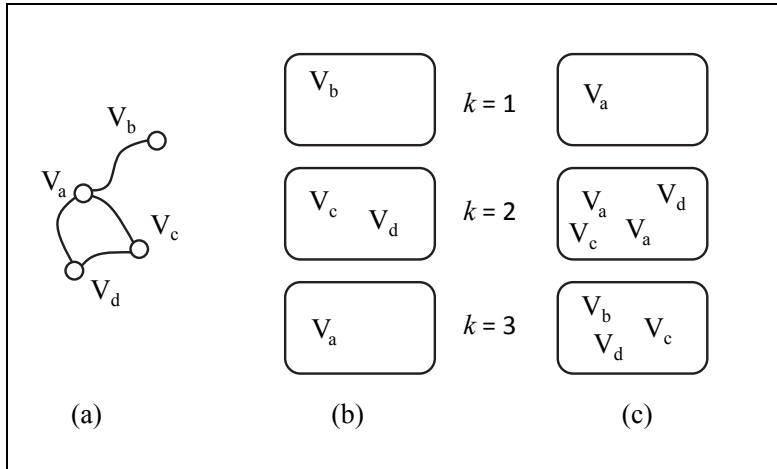 V_b
V_a
V_c
V_d
(a)
V_b
V_c
V_d
V_a
(b)
k = 1
k = 2
k = 3
V_a
V_a
V_d
V_c
V_a
V_b
V_d
V_c
(c)